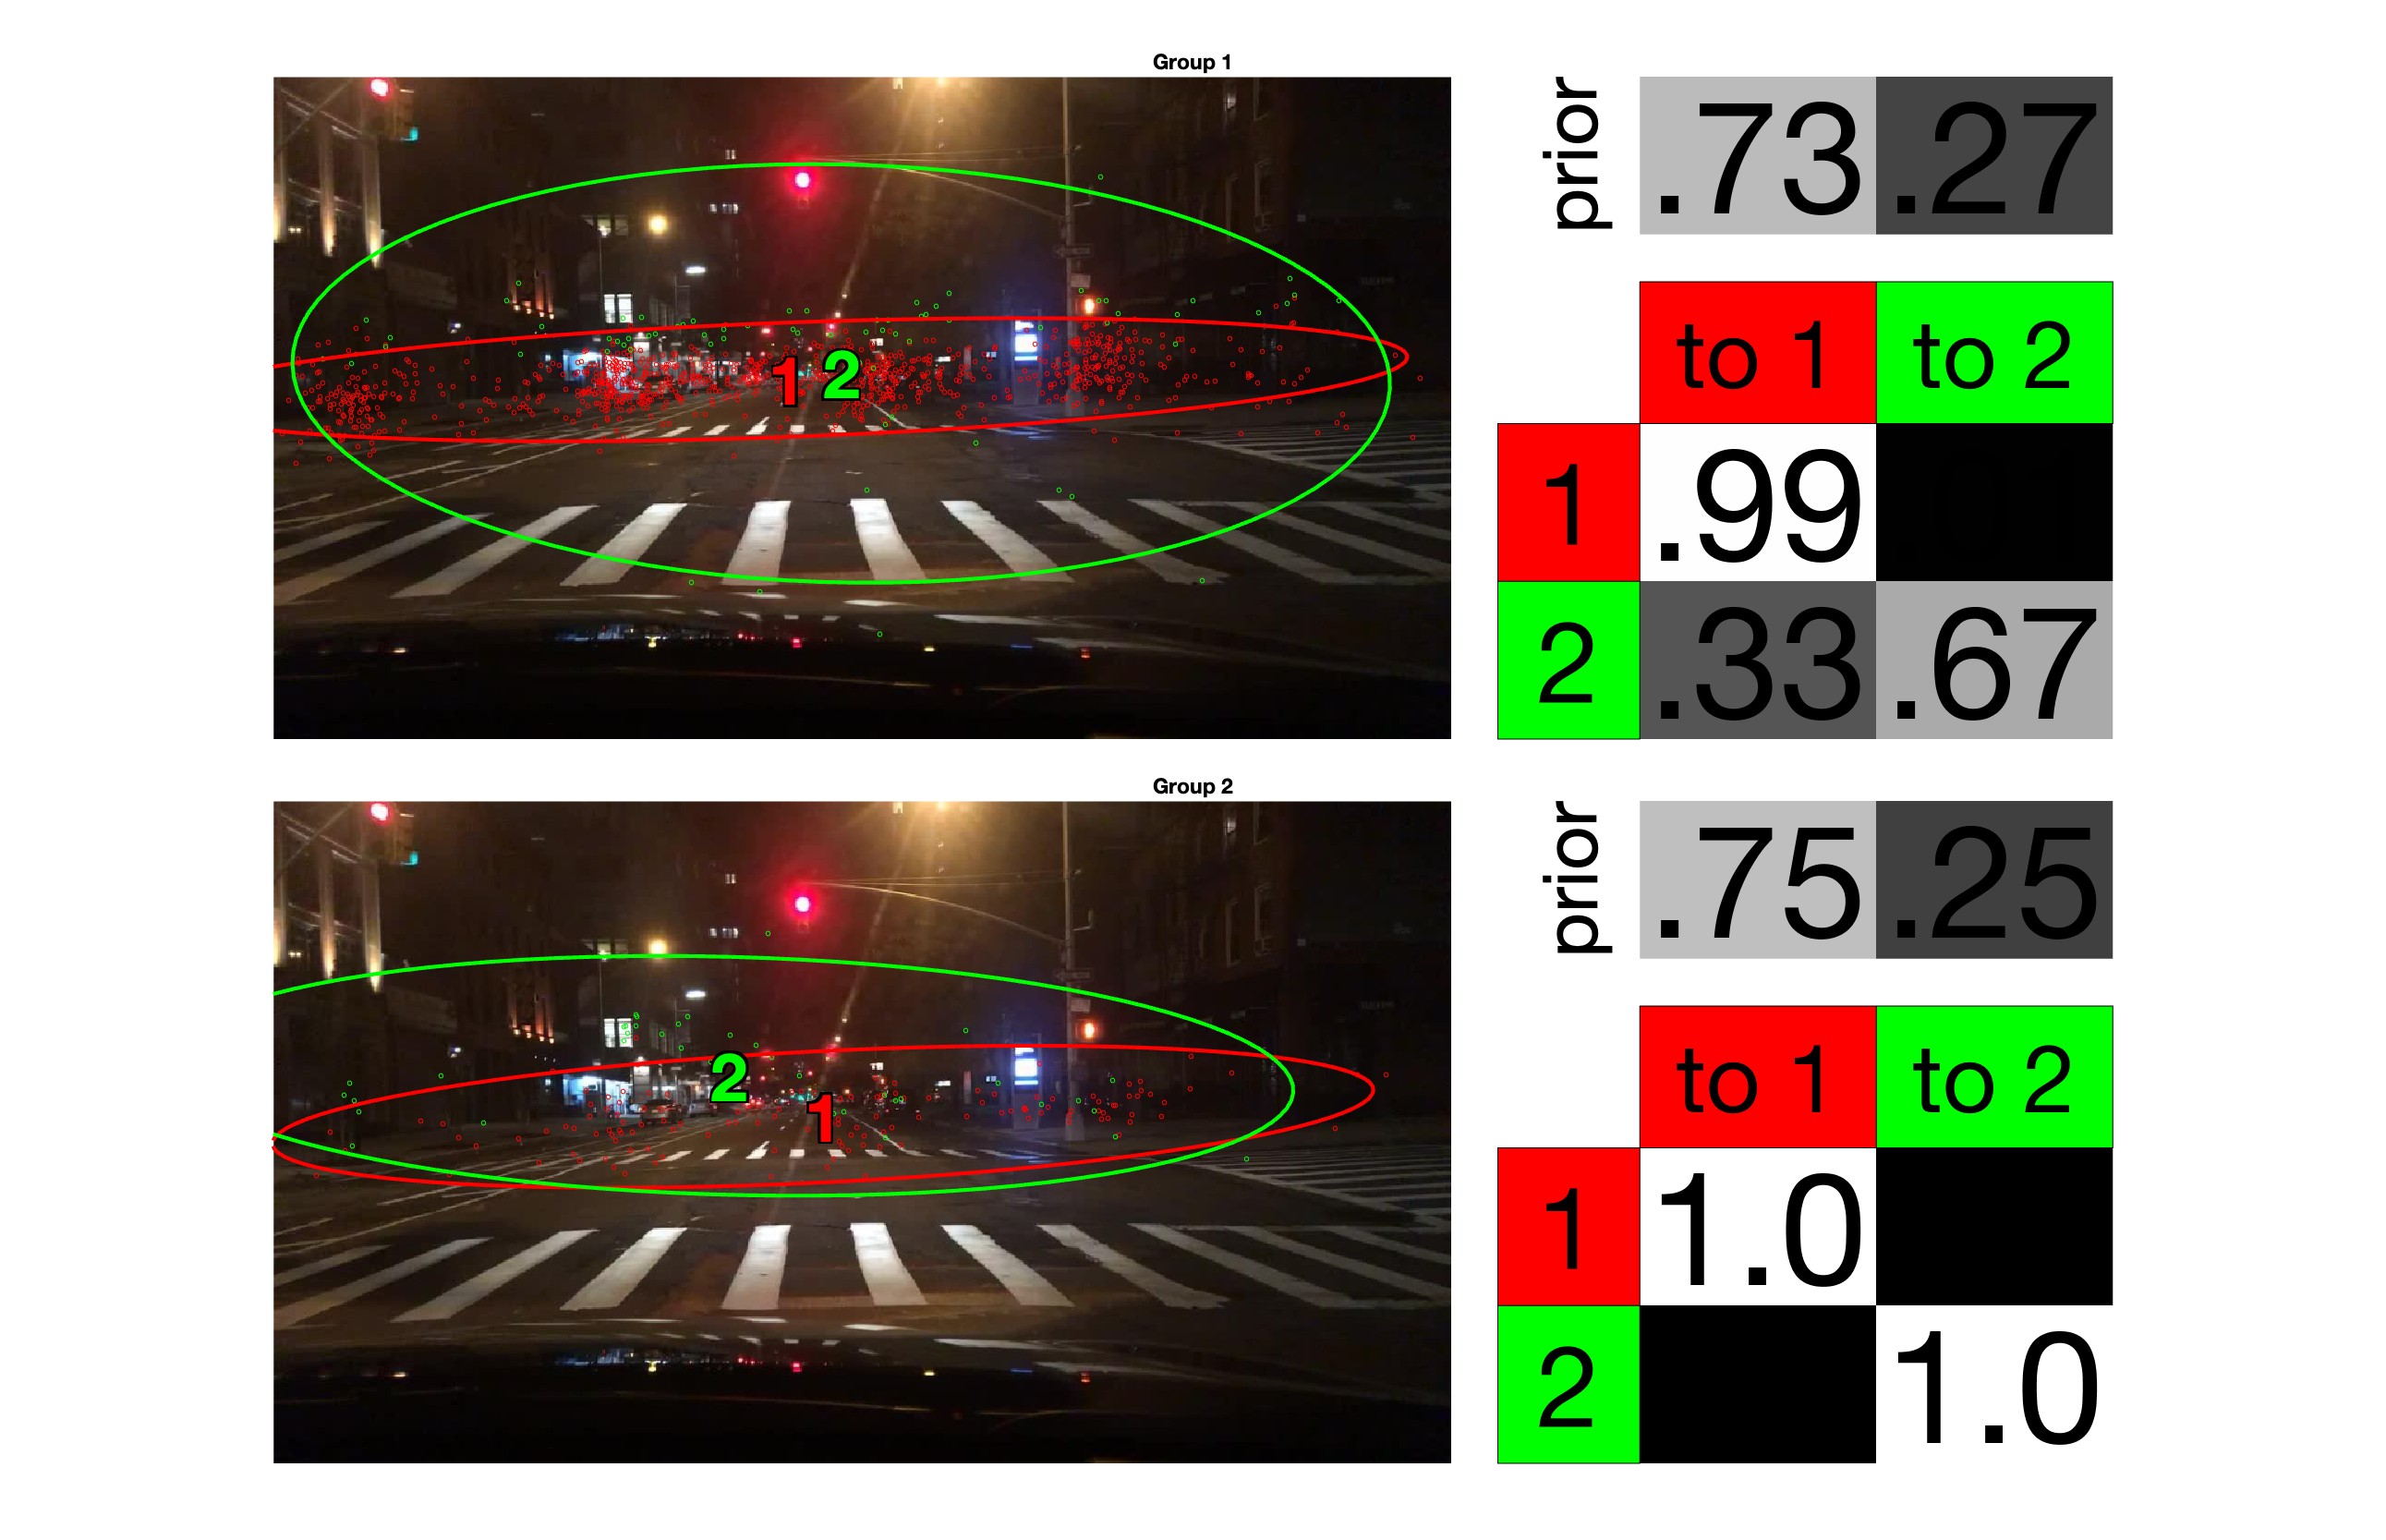 Group 1
prior .73 .27
1 2
to 1 to 2
1 .99
2 .33 .67
Group 2
prior .75 .25
2
1
to 1 to 2
1 1.0
2 1.0